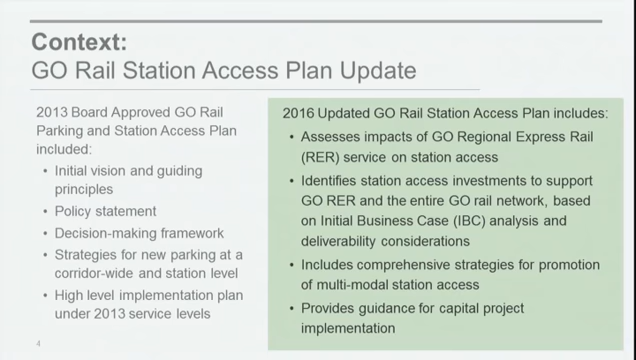 Context:
GO Rail Station Access Plan Update
2013 Board Approved GO Rail
Parking and Station Access Plan
included:
• Initial vision and guiding
principles
• Policy statement
• Decision-making framework
• Strategies for new parking at a
corridor-wide and station level
• High level implementation plan
under 2013 service levels
2016 Updated GO Rail Station Access Plan includes:
• Assesses impacts of GO Regional Express Rail
(RER) service on station access
• Identifies station access investments to support
GO RER and the entire GO rail network, based
on Initial Business Case (IBC) analysis and
deliverability considerations
• Includes comprehensive strategies for promotion
of multi-modal station access
• Provides guidance for capital project
implementation
4